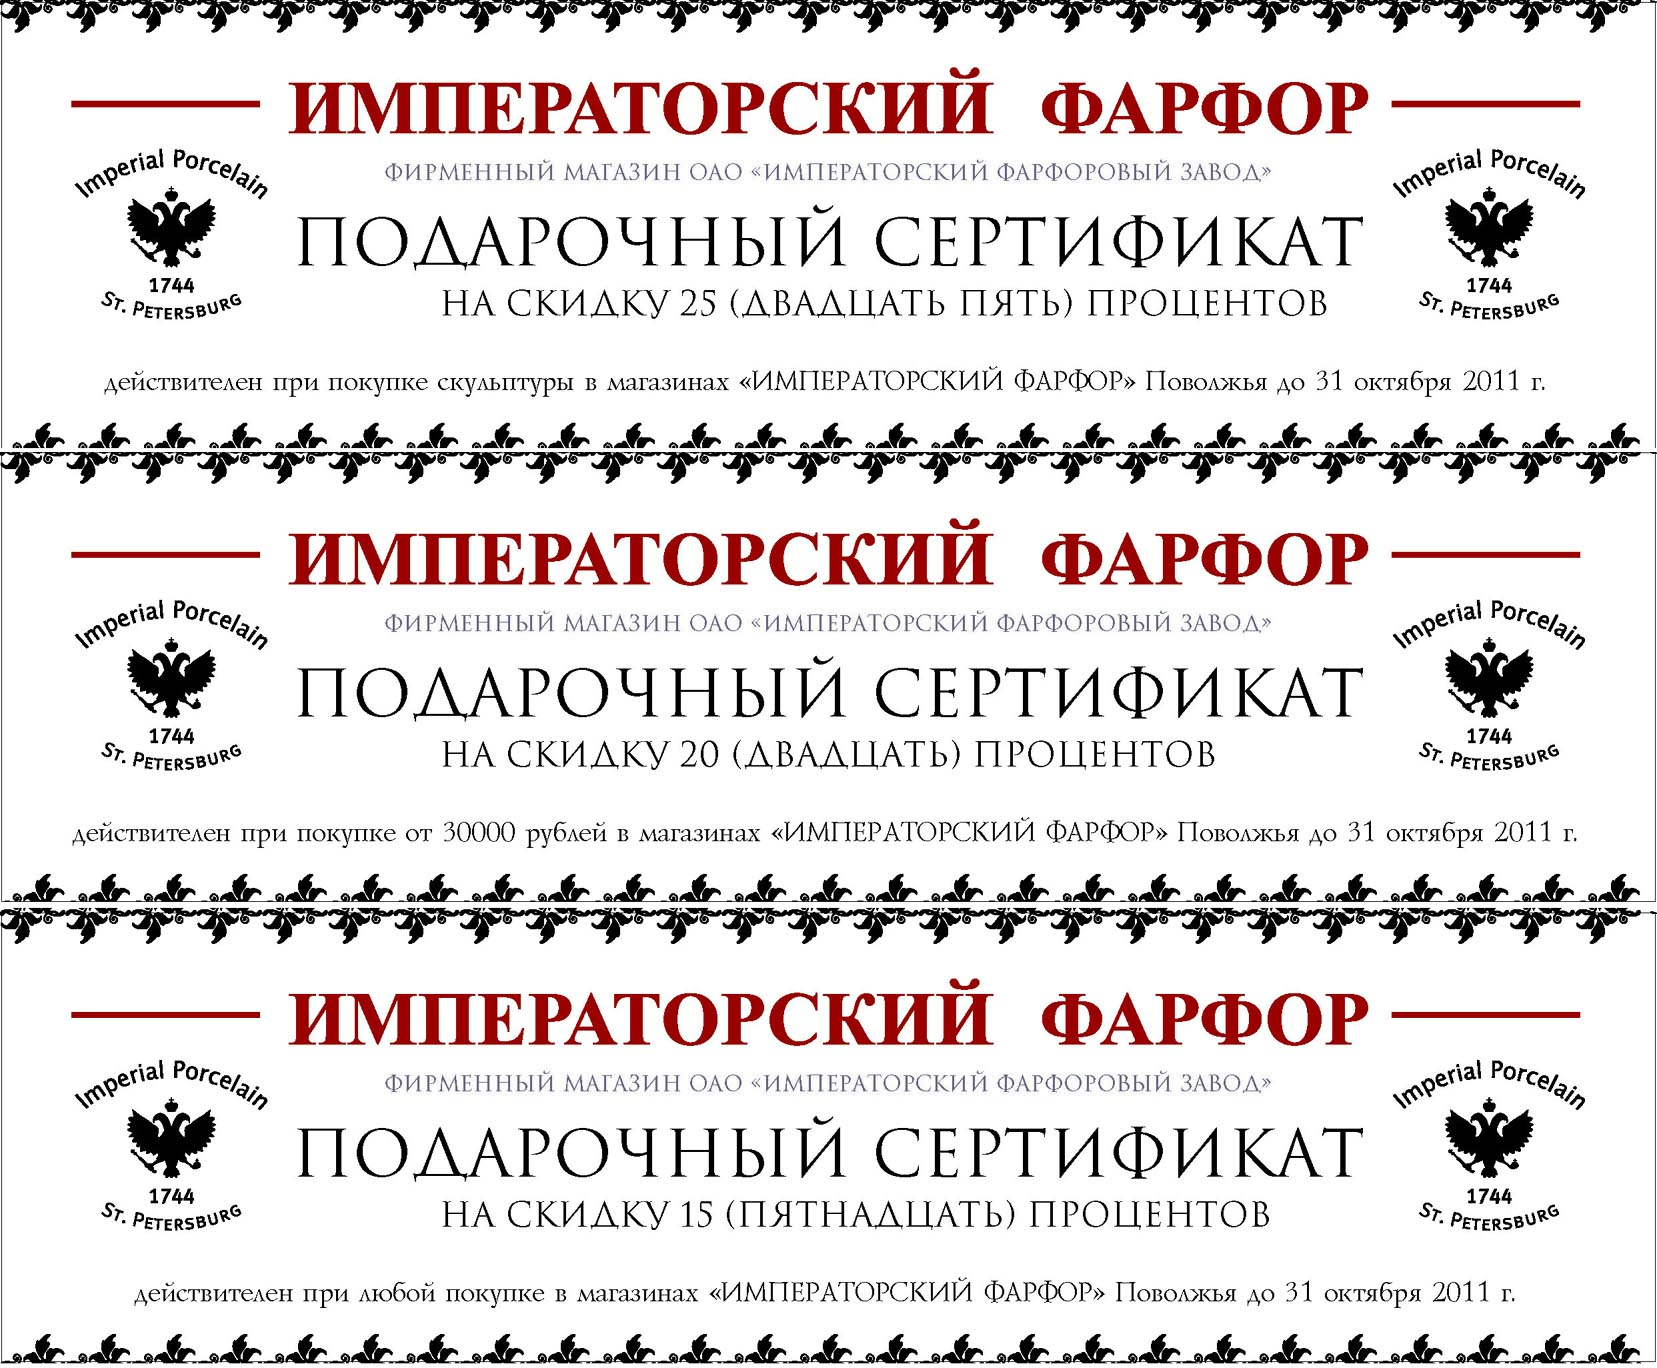 ИМПЕРАТОРСКИЙ ФАРФОР
Imperial Porcelain
1744
St. Petersburg
ФИРМЕННЫЙ МАГАЗИН ОАО «ИМПЕРАТОРСКИЙ ФАРФОРОВЫЙ ЗАВОД»
ПОДАРОЧНЫЙ СЕРТИФИКАТ
НА СКИДКУ 25 (ДВАДЦАТЬ ПЯТЬ) ПРОЦЕНТОВ
Imperial Porcelain
1744
St. Petersburg
действителен при покупке скульптуры в магазинах «ИМПЕРАТОРСКИЙ ФАРФОР» Поволжья до 31 октября 2011 г.
ИМПЕРАТОРСКИЙ ФАРФОР
Imperial Porcelain
1744
St. Petersburg
ФИРМЕННЫЙ МАГАЗИН ОАО «ИМПЕРАТОРСКИЙ ФАРФОРОВЫЙ ЗАВОД»
ПОДАРОЧНЫЙ СЕРТИФИКАТ
НА СКИДКУ 20 (ДВАДЦАТЬ) ПРОЦЕНТОВ
Imperial Porcelain
1744
St. Petersburg
действителен при покупке от 30000 рублей в магазинах «ИМПЕРАТОРСКИЙ ФАРФОР» Поволжья до 31 октября 2011 г.
ИМПЕРАТОРСКИЙ ФАРФОР
Imperial Porcelain
1744
St. Petersburg
ФИРМЕННЫЙ МАГАЗИН ОАО «ИМПЕРАТОРСКИЙ ФАРФОРОВЫЙ ЗАВОД»
ПОДАРОЧНЫЙ СЕРТИФИКАТ
НА СКИДКУ 15 (ПЯТНАДЦАТЬ) ПРОЦЕНТОВ
Imperial Porcelain
1744
St. Petersburg
действителен при любой покупке в магазинах «ИМПЕРАТОРСКИЙ ФАРФОР» Поволжья до 31 октября 2011 г.